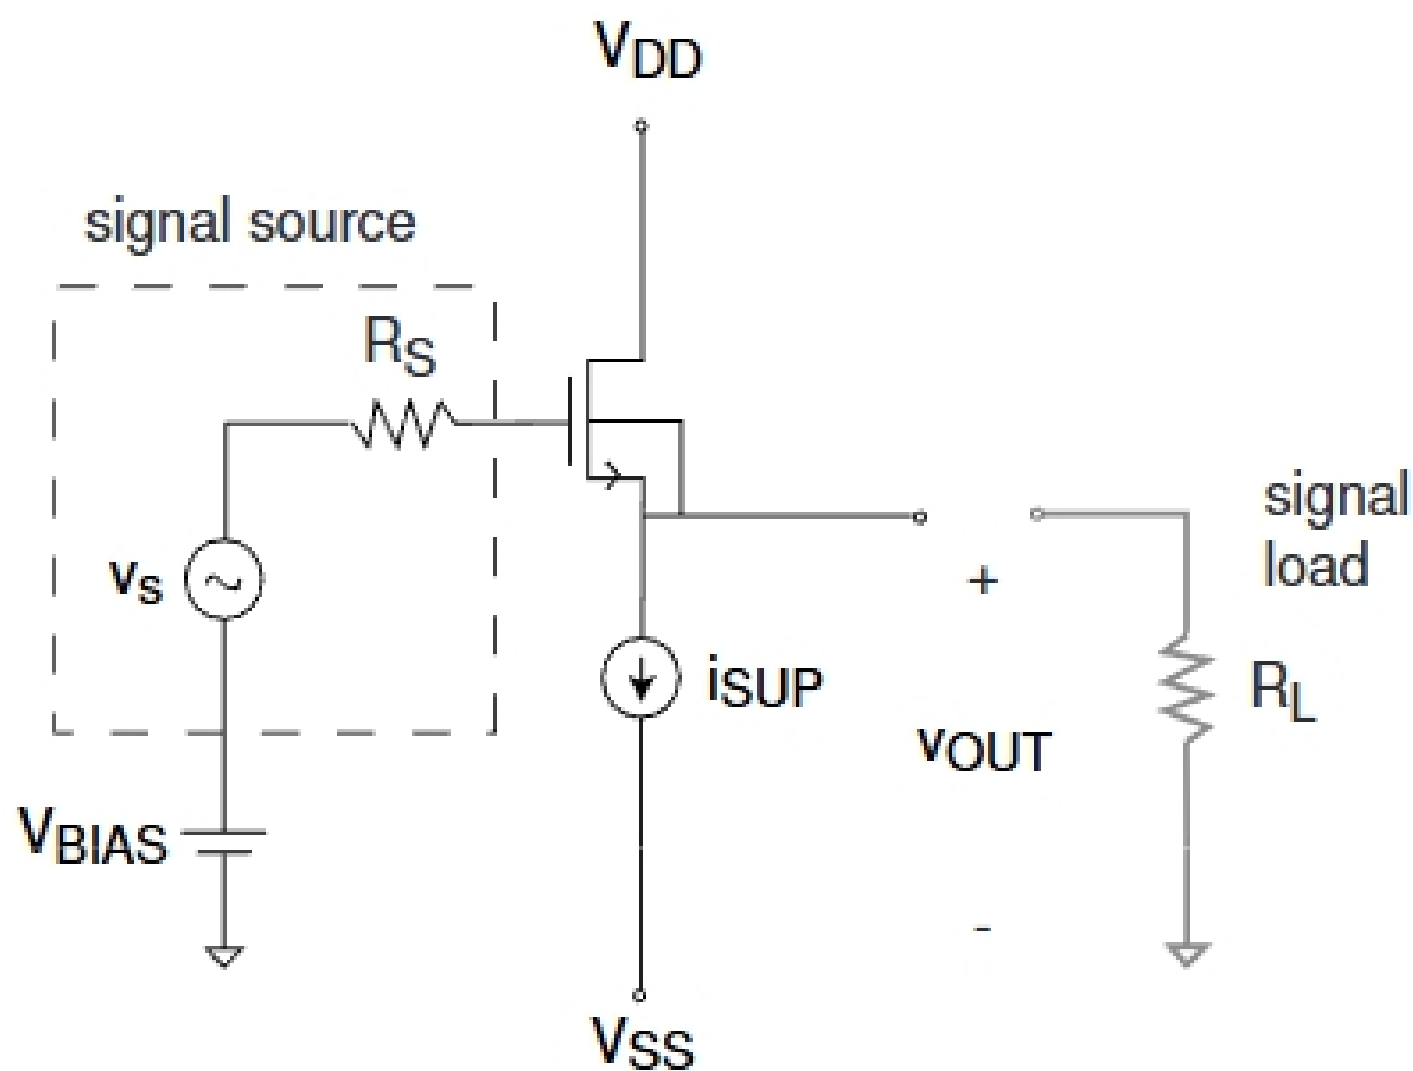 VDD
signal source
RS
vs
VBIAS
iSUP
VSS
+
vOUT
-
signal
load
RL